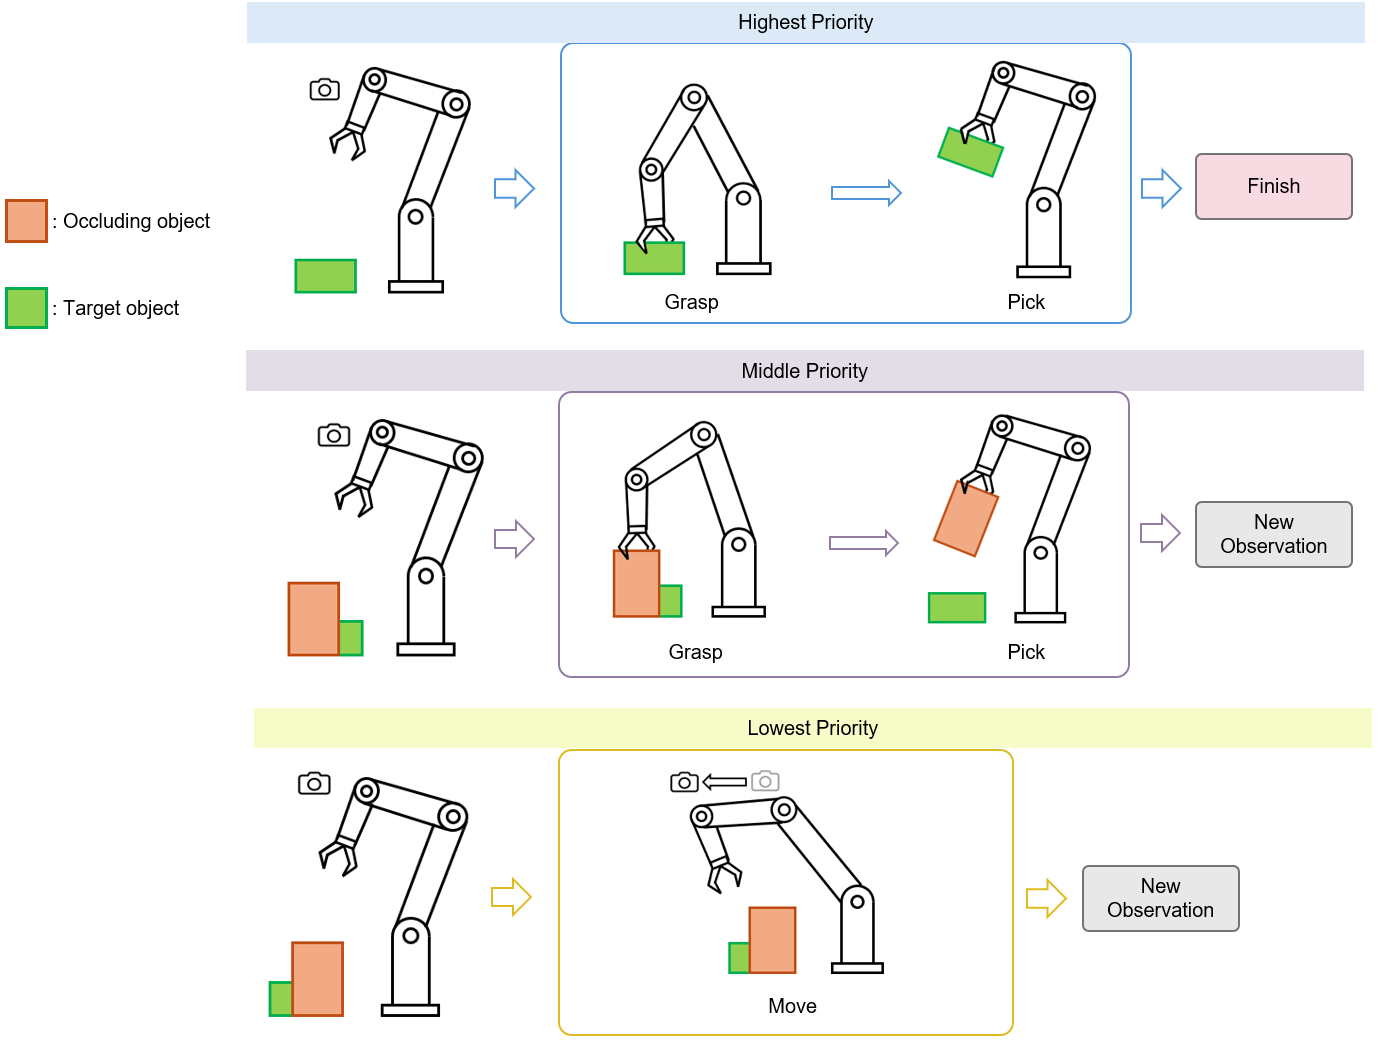 Highest Priority
: Occluding object
: Target object
Grasp
Pick
Finish
Middle Priority
Grasp
Pick
New
Observation
Lowest Priority
Move
New
Observation